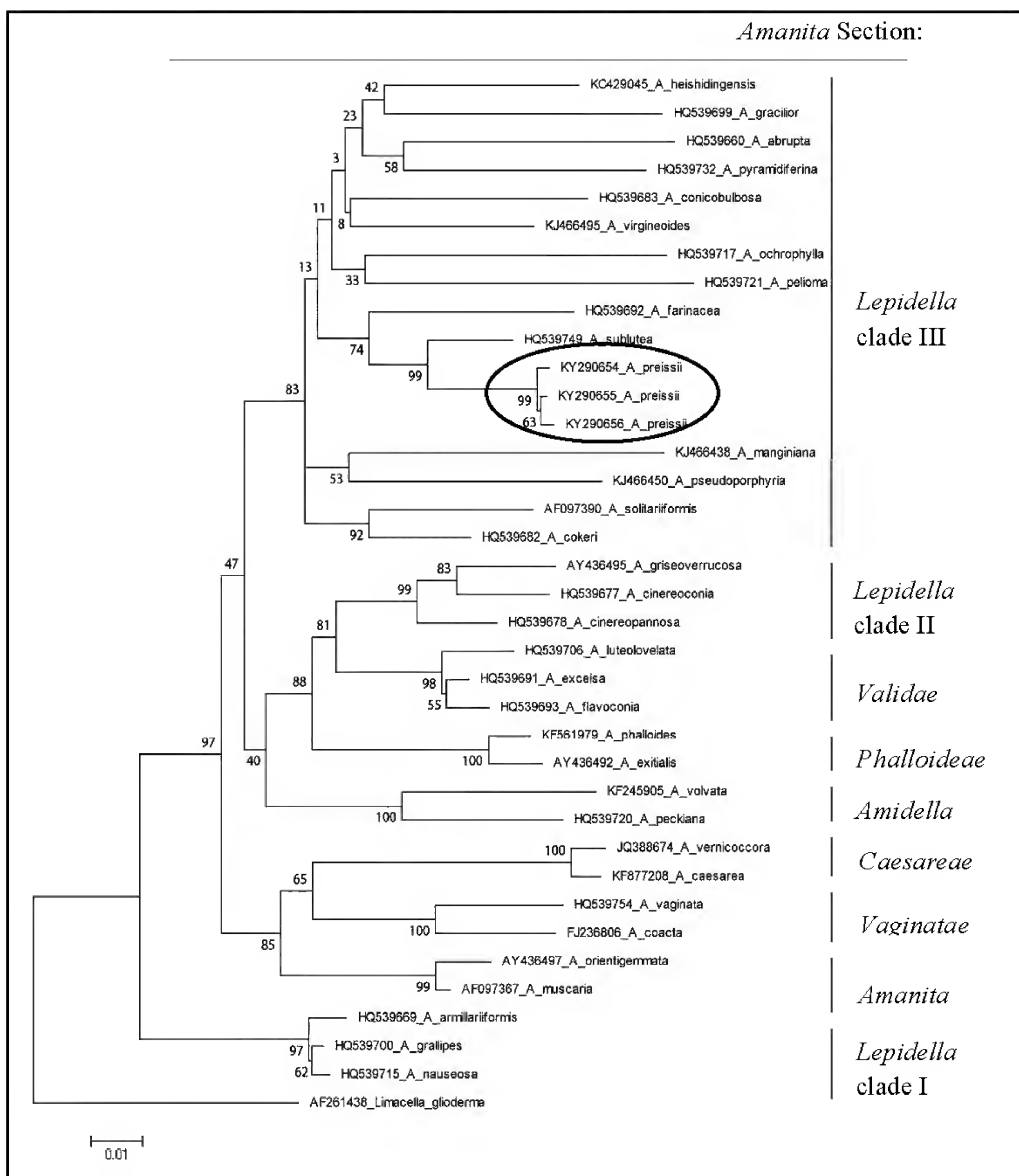 Amanita Section:
42
KC429045_A_heishidingensis
23
HQ539699_A_gracilior
HQ539660_A_abrupta
3
58
HQ539732_A_pyramidiferina
HQ539683_A_conicobulbosa
11
8
KJ466495_A_virgineoides
HQ539717_A_ochrophylla
13
33
HQ539721_A_pelioma
HQ539692_A_farinacea
Lepidella
clade III
74
HQ539749_A_sublutea
99
KY290654_A_preissii
83
99
KY290655_A_preissii
63
KY290656_A_preissii
KJ466438_A_manginiana
53
KJ466450_A_pseudoporphyria
AF097390_A_solitariiformis
92
HQ539682_A_cokeri
47
83
AY436495_A_griseoverrucosa
99
HQ539677_A_cinereoconia
Lepidella
clade II
81
HQ539678_A_cinereopannosa
HQ539706_A_luteolovelata
88
98
HQ539691_A_excelsa
Validae
55
HQ539693_A_flavoconia
KF561979_A_phalloides
97
100
AY436492_A_exitialis
Phalloideae
40
KF245905_A_volvata
100
HQ539720_A_peckiana
Amidella
100
JQ388674_A_vernicoccora
65
KF877208_A_caesarea
Caesareae
HQ539754_A_vaginata
100
FJ236806_A_coacta
Vaginatae
85
AY436497_A_orientigemmata
99
AF097367_A_muscaria
Amanita
HQ539669_A_armillariiformis
97
HQ539700_A_grallipes
62
HQ539715_A_nauseosa
Lepidella
clade I
AF261438_Limacella_glioderma
0.01